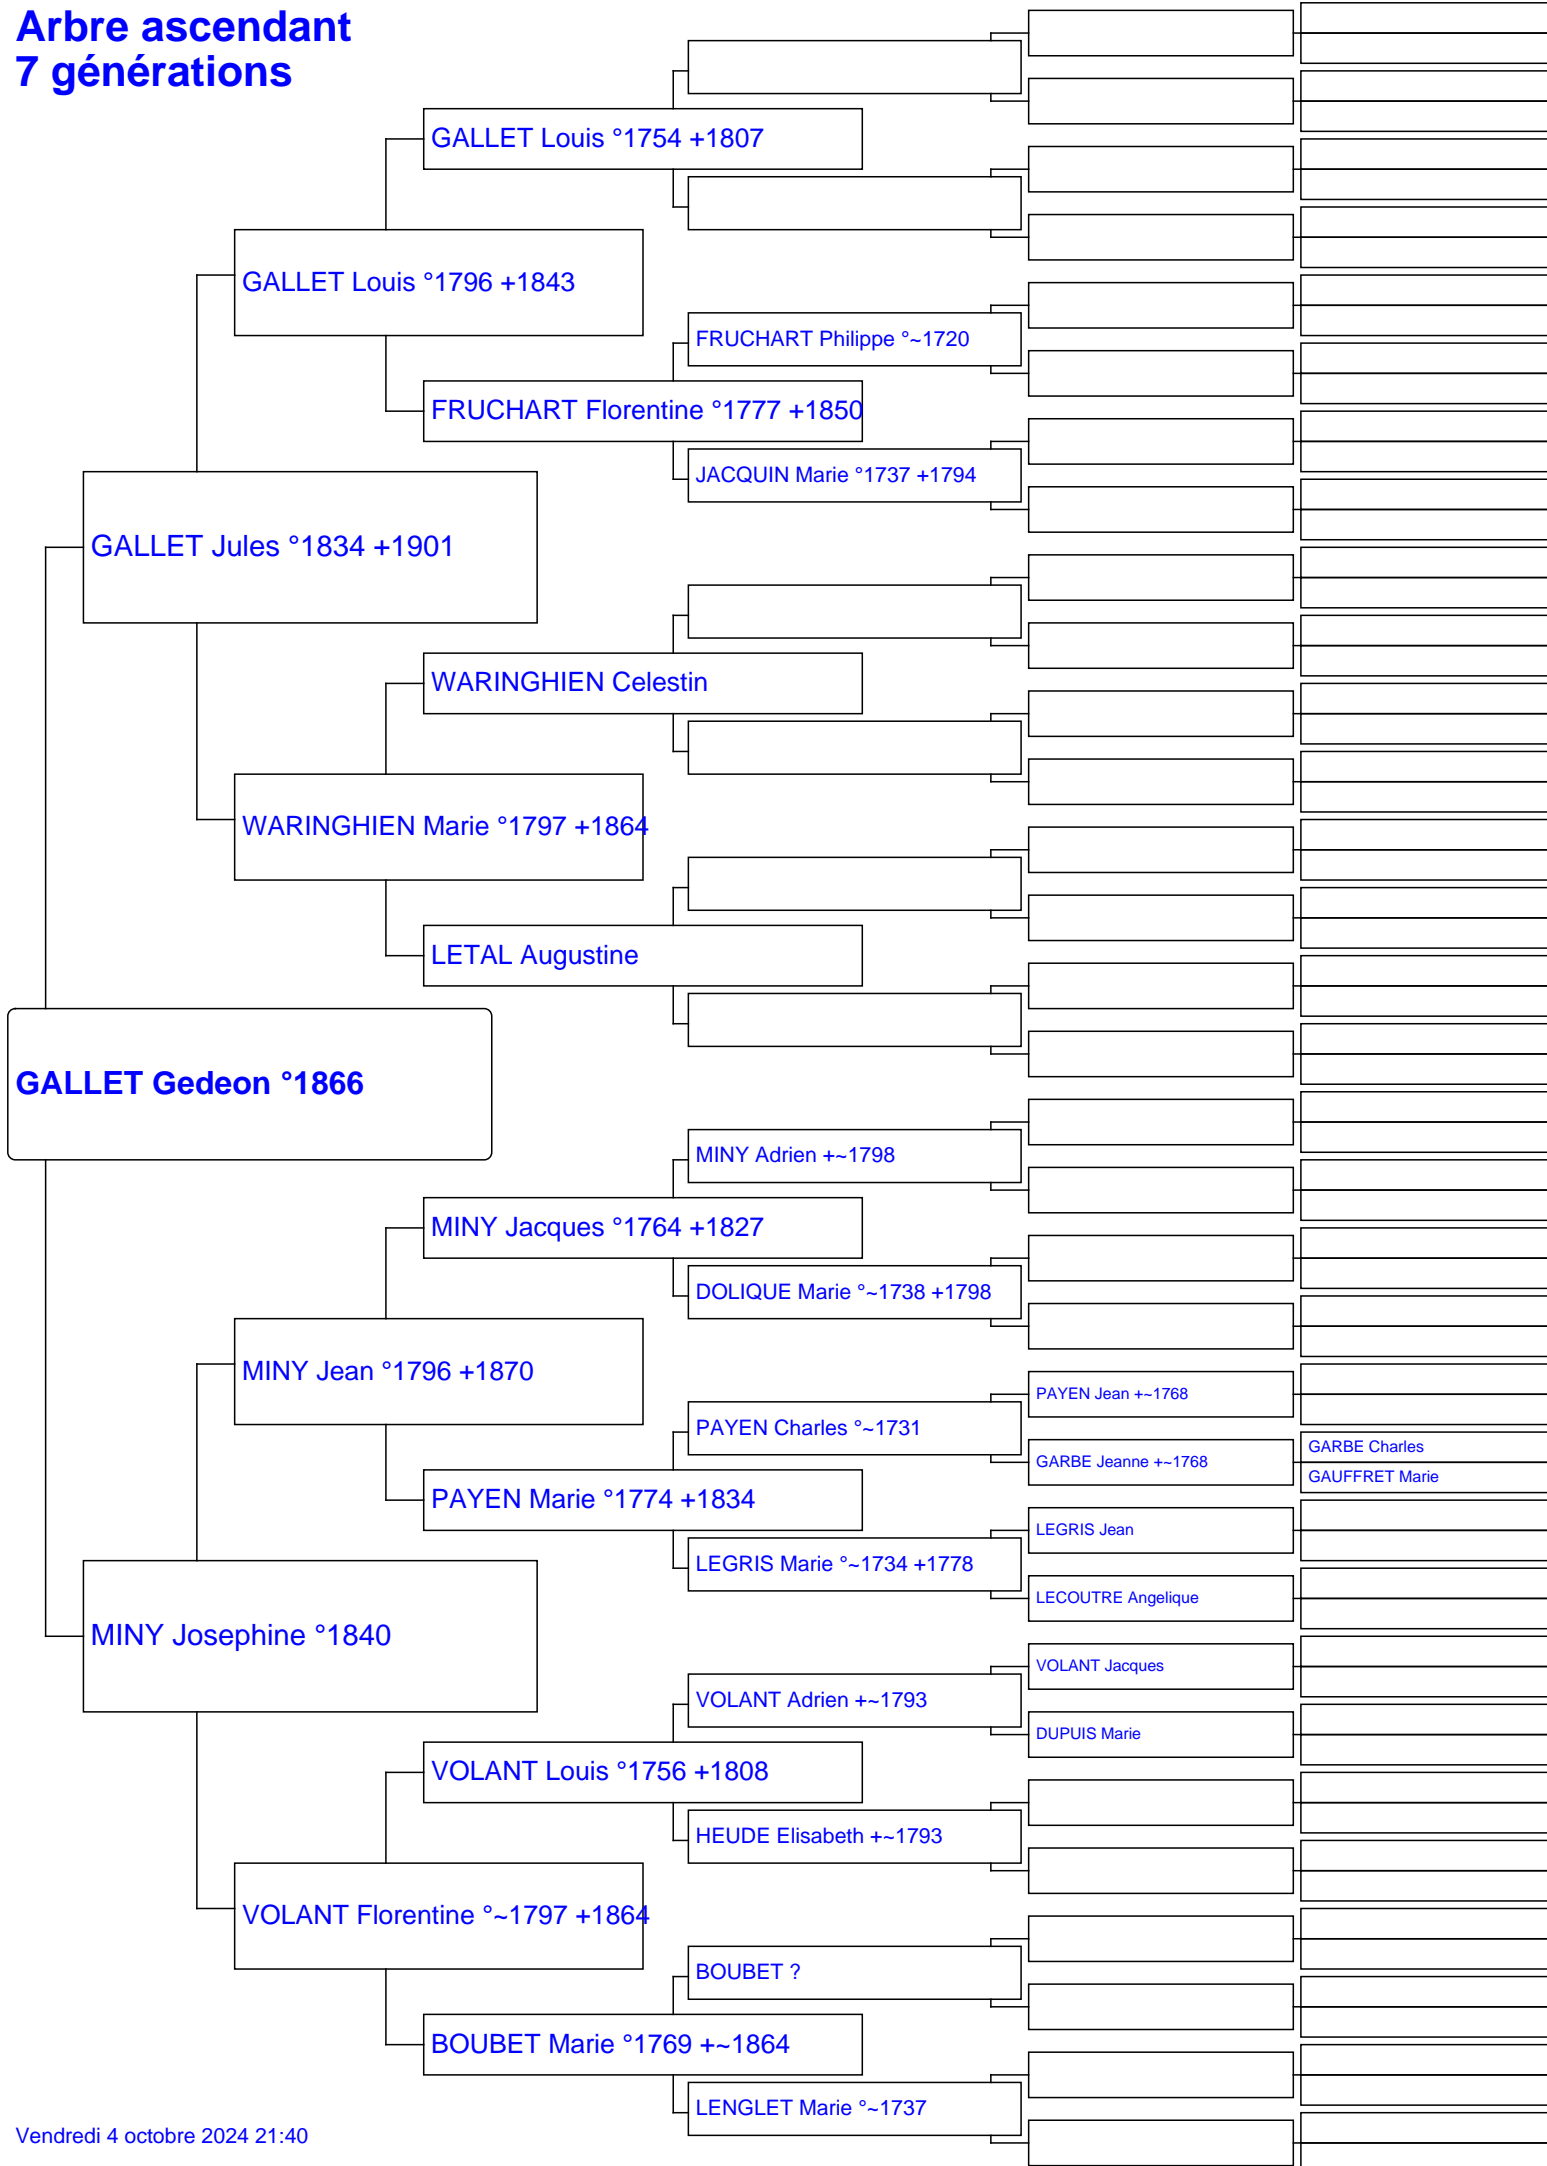 Arbre ascendant
7 générations
GALLET Louis °1754 +1807
GALLET Louis °1796 +1843
FRUCHART Philippe °~1720
FRUCHART Florentine °1777 +1850
JACQUIN Marie °1737 +1794
GALLET Jules °1834 +1901
WARINGHIEN Celestin
WARINGHIEN Marie °1797 +1864
LETAL Augustine
GALLET Gedeon °1866
MINY Adrien +~1798
MINY Jacques °1764 +1827
DOLIQUE Marie °~1738 +1798
MINY Jean °1796 +1870
PAYEN Jean +~1768
PAYEN Charles °~1731
GARBE Charles
GARBE Jeanne +~1768
GAUFFRET Marie
PAYEN Marie °1774 +1834
LEGRIS Jean
LEGRIS Marie °~1734 +1778
LECOUTRE Angelique
MINY Josephine °1840
VOLANT Jacques
VOLANT Adrien +~1793
DUPUIS Marie
VOLANT Louis °1756 +1808
HEUDE Elisabeth +~1793
VOLANT Florentine °~1797 +1864
BOUBET ?
BOUBET Marie °1769 +~1864
LENGLET Marie °~1737
Vendredi 4 octobre 2024 21:40